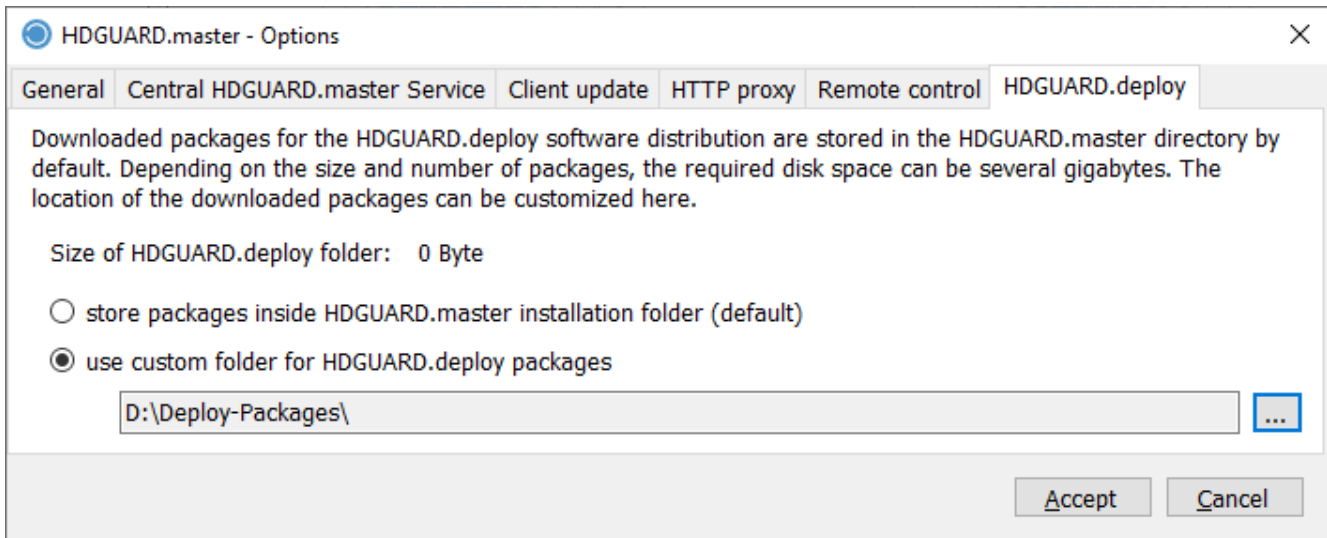 HDGUARD.master - Options
General Central HDGUARD.master Service Client update HTTP proxy Remote control HDGUARD.deploy
Downloaded packages for the HDGUARD.deploy software distribution are stored in the HDGUARD.master directory by
default. Depending on the size and number of packages, the required disk space can be several gigabytes. The
location of the downloaded packages can be customized here.
Size of HDGUARD.deploy folder: 0 Byte
store packages inside HDGUARD.master installation folder (default)
use custom folder for HDGUARD.deploy packages
D:\Deploy-Packages\ ...
Accept Cancel